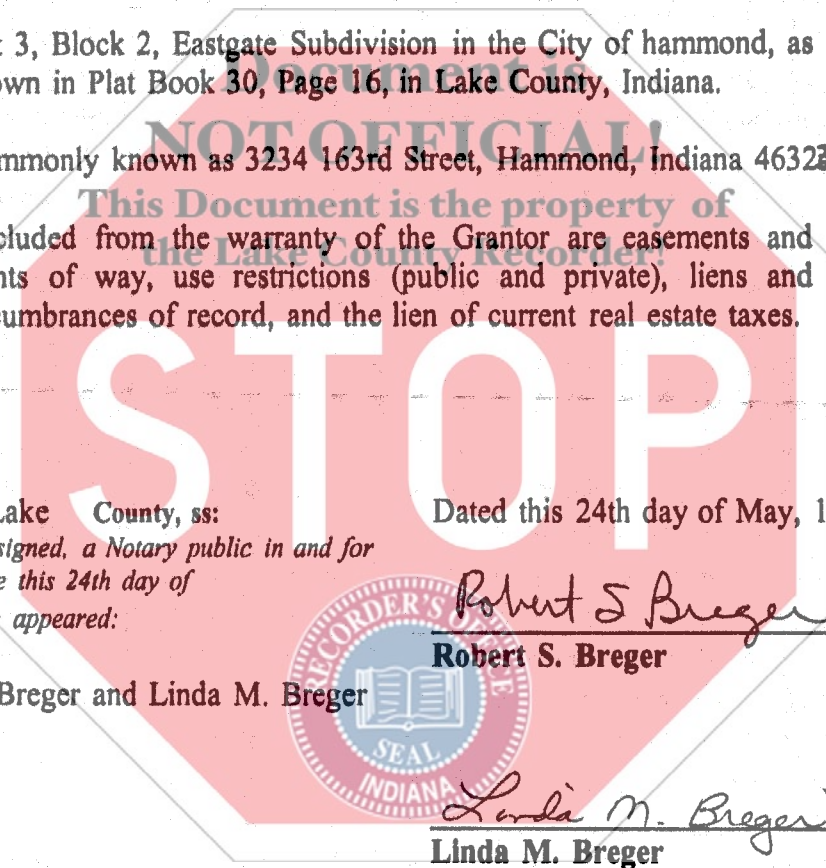 t 3, Block 2, Eastgate Subdivision in the City of hammond, as
own in Plat Book 30, Page 16, in Lake County, Indiana.
Document is
NOT OFFICIAL!
mmonly known as 3234 163rd Street, Hammond, Indiana 4632
This Document is the property of
the Lake County Recorder!
cluded from the warranty of the Grantor are easements and
hts of way, use restrictions (public and private), liens and
cumbrances of record, and the lien of current real estate taxes.
STOP
Lake County, ss:
signed, a Notary public in and for
e this 24th day of
appeared:
Breger and Linda M. Breger
Dated this 24th day of May, 1
Robert S Breger
Robert S. Breger
RECORDER'S OFFICE
SEAL
INDIANA
Linda M. Breger
Linda M. Breger